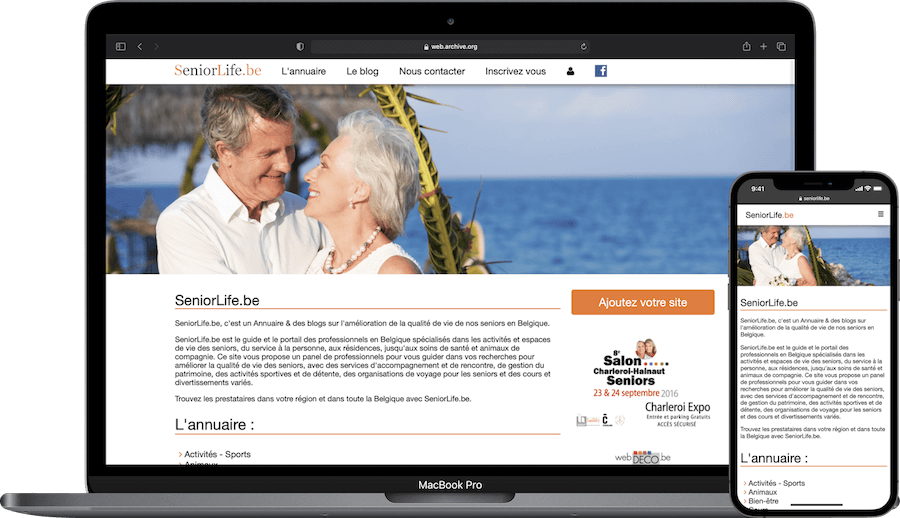 web.archive.org
SeniorLife.be
L'annuaire
Le blog
Nous contacter
Inscrivez vous
SeniorLife.be
SeniorLife.be, c'est un Annuaire & des blogs sur l'amélioration de la qualité de vie de nos seniors en Belgique.
SeniorLife.be est le guide et le portail des professionnels en Belgique spécialisés dans les activités et espaces
de vie des seniors, du service à la personne, aux résidences, jusqu'aux soins de santé et animaux de
compagnie. Ce site vous propose un panel de professionnels pour vous guider dans vos recherches pour
améliorer la qualité de vie des seniors, avec des services d'accompagnement et de rencontre, de gestion du
patrimoine, des activités sportives et de détente, des organisations de voyage pour les seniors et des cours et
divertissements variés.
Trouvez les prestataires dans votre région et dans toute la Belgique avec SeniorLife.be.
L'annuaire :
Activités - Sports
Animaux
Ajoutez votre site
8e
Salon
Charleroi-Hainaut
Seniors
23 & 24 septembre 2016
Charleroi Expo
Entrée et parking Gratuits
ACCÈS SÉCURISÉ
webDECO.be
MacBook Pro
9:41
seniorlife.be
SeniorLife.be
SeniorLife.be
SeniorLife.be, c'est un Annuaire & des blogs sur
l'amélioration de la qualité de vie de nos seniors en
Belgique.
SeniorLife.be est le guide et le portail des
professionnels en Belgique spécialisés dans les
activités et espaces de vie des seniors, du service à la
personne, aux résidences, jusqu'aux soins de santé et
animaux de compagnie. Ce site vous propose un panel
de professionnels pour vous guider dans vos
recherches pour améliorer la qualité de vie des seniors,
avec des services d'accompagnement et de rencontre,
de gestion du patrimoine, des activités sportives et de
détente, des organisations de voyage pour les seniors
et des cours et divertissements variés.
Trouvez les prestataires dans votre région et dans toute
la Belgique avec SeniorLife.be.
L'annuaire :
Activités - Sports
Animaux
Bien-être